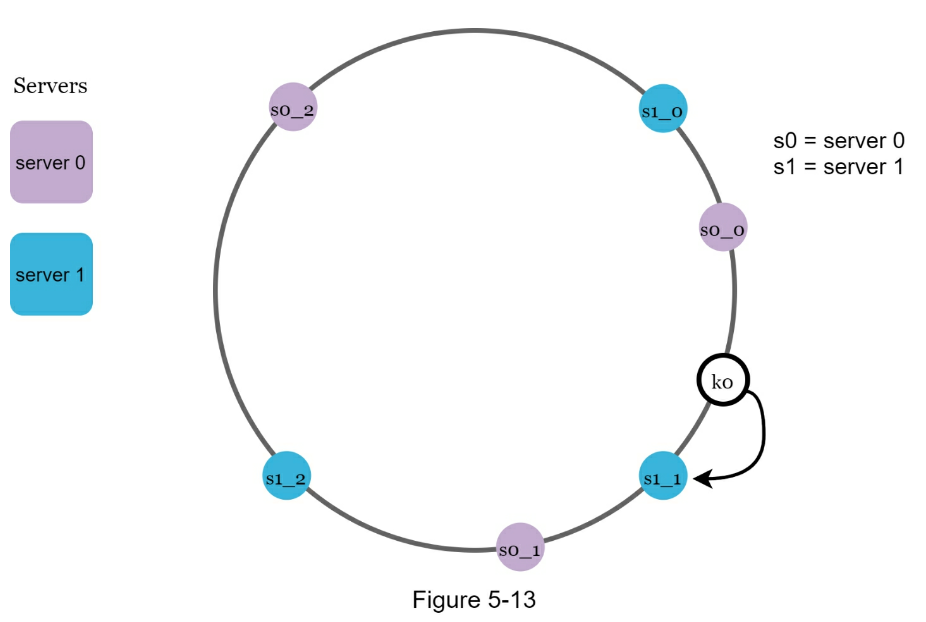 Servers
server 0
server 1
s0_2
s1_0
s0 = server 0
s1 = server 1
s0_0
k0
s1_1
s1_2
s0_1
Figure 5-13